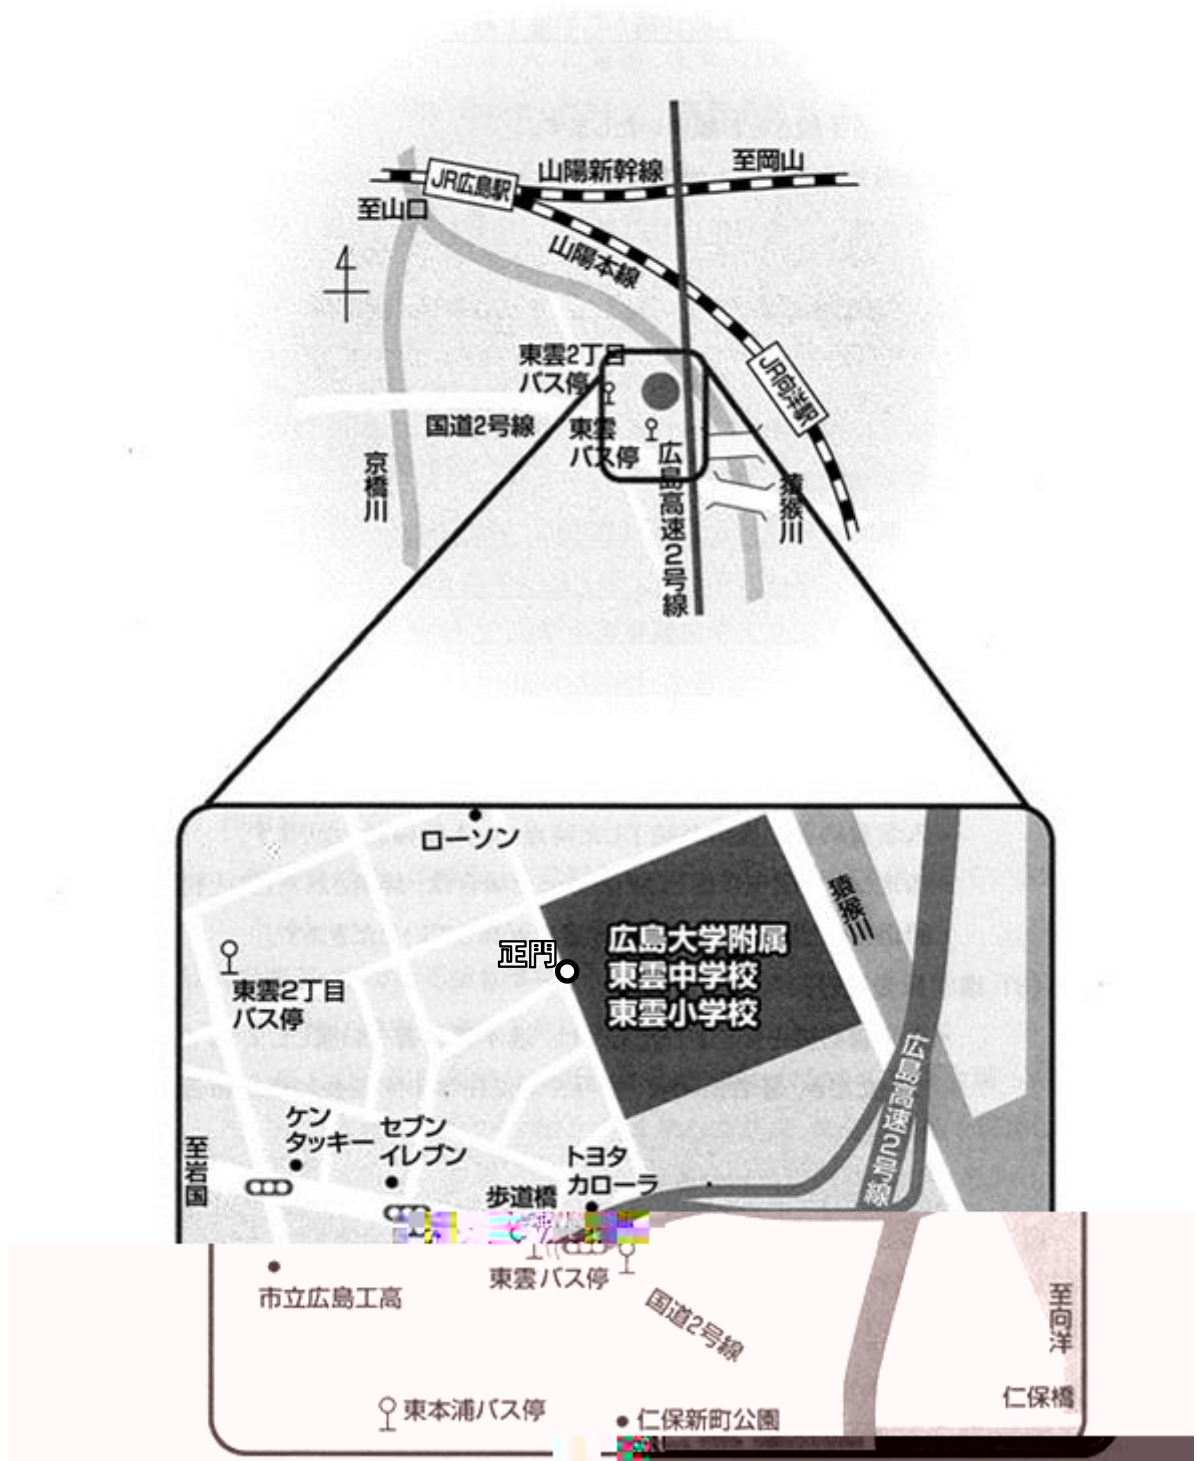 山陽新幹線
至岡山
JR広島駅
至山口
山陽本線
東雲2丁目
バス停
JR向洋駅
国道2号線
東雲
バス停
京橋川
広島高速2号線
猿猴川
ローソン
猿猴川
正門
広島大学附属
東雲中学校
東雲小学校
東雲2丁目
バス停
広島高速2号線
ケン
タッキー
セブン
イレブン
至岩国
トヨタ
カローラ
歩道橋
東雲バス停
市立広島工高
国道2号線
至向洋
仁保橋
東本浦バス停
仁保新町公園